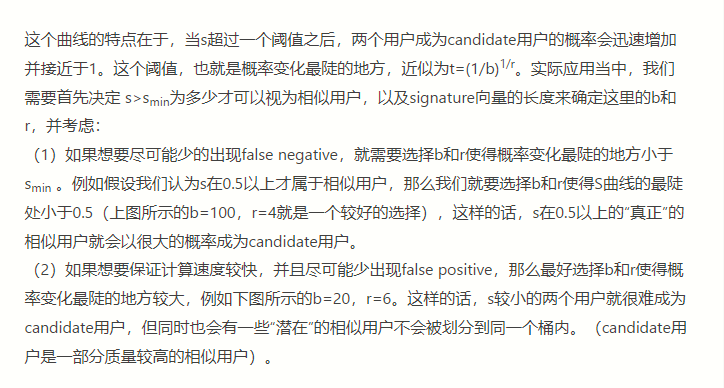 这个曲线的特点在于，当s超过一个阈值之后，两个用户成为candidate用户的概率会迅速增加
并接近于1。这个阈值，也就是概率变化最陡的地方，近似为t=(1/b)^{1/r}。实际应用当中，我们
需要首先决定 s>s_{min}为多少才可以视为相似用户，以及signature向量的长度来确定这里的b和
r，并考虑：
（1）如果想要尽可能少的出现false negative，就需要选择b和r使得概率变化最陡的地方小于
s_{min} 。例如假设我们认为s在0.5以上才属于相似用户，那么我们就要选择b和r使得S曲线的最陡
处小于0.5（上图所示的b=100，r=4就是一个较好的选择），这样的话，s在0.5以上的“真正”的
相似用户就会以很大的概率成为candidate用户。
（2）如果想要保证计算速度较快，并且尽可能少出现false positive，那么最好选择b和r使得概
率变化最陡的地方较大，例如下图所示的b=20，r=6。这样的话，s较小的两个用户就很难成为
candidate用户，但同时也会有一些“潜在”的相似用户不会被划分到同一个桶内。（candidate用
户是一部分质量较高的相似用户）。